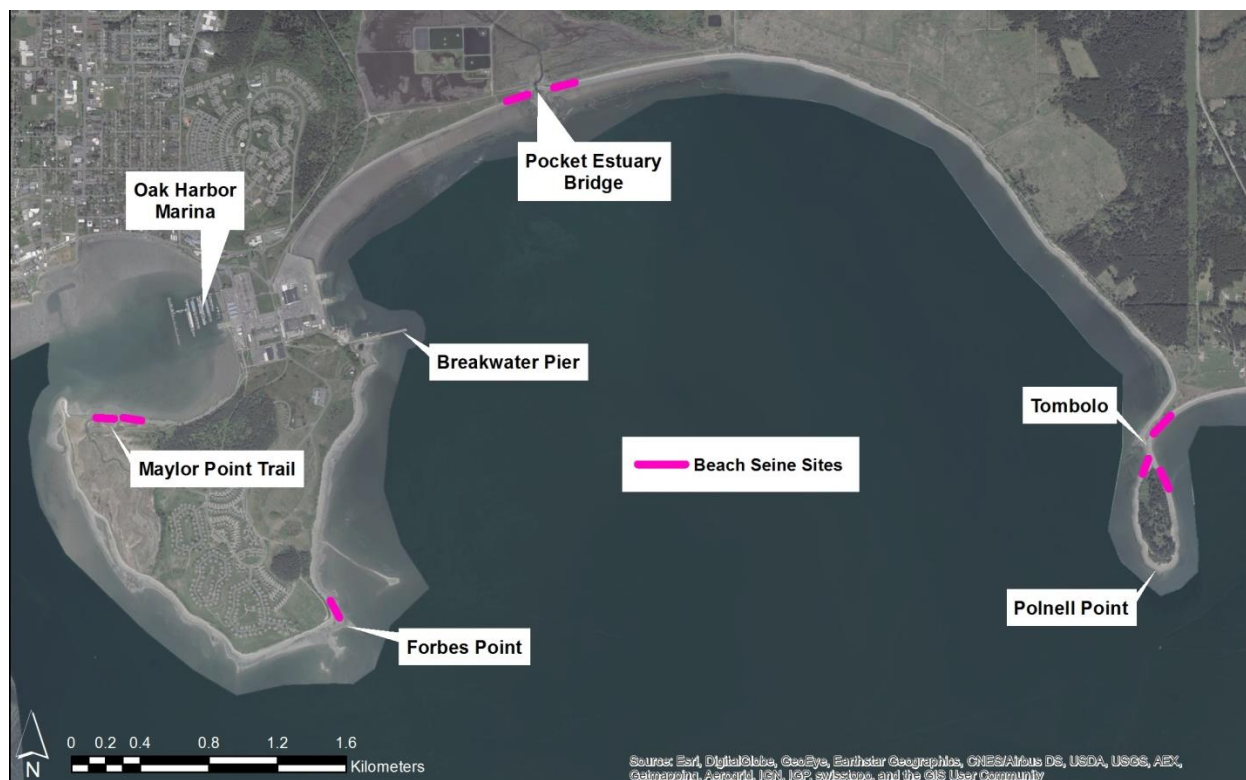 Pocket Estuary
Bridge
Oak Harbor
Marina
Breakwater Pier
Tombolo
Maylor Point Trail
Beach Seine Sites
Polnell Point
Forbes Point
0 0.2 0.4 0.8 1.2 1.6
Kilometers
N
Source: Esri, DigitalGlobe, GeoEye, Earthstar Geographics, CNES/Airbus DS, USDA, USGS, AEX,
Getmapping, Aerogrid, IGN, IGP, swisstopo, and the GIS User Community